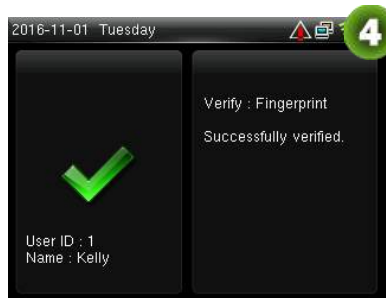 2016-11-01 Tuesday
4
Verify : Fingerprint
Successfully verified.
User ID : 1
Name : Kelly